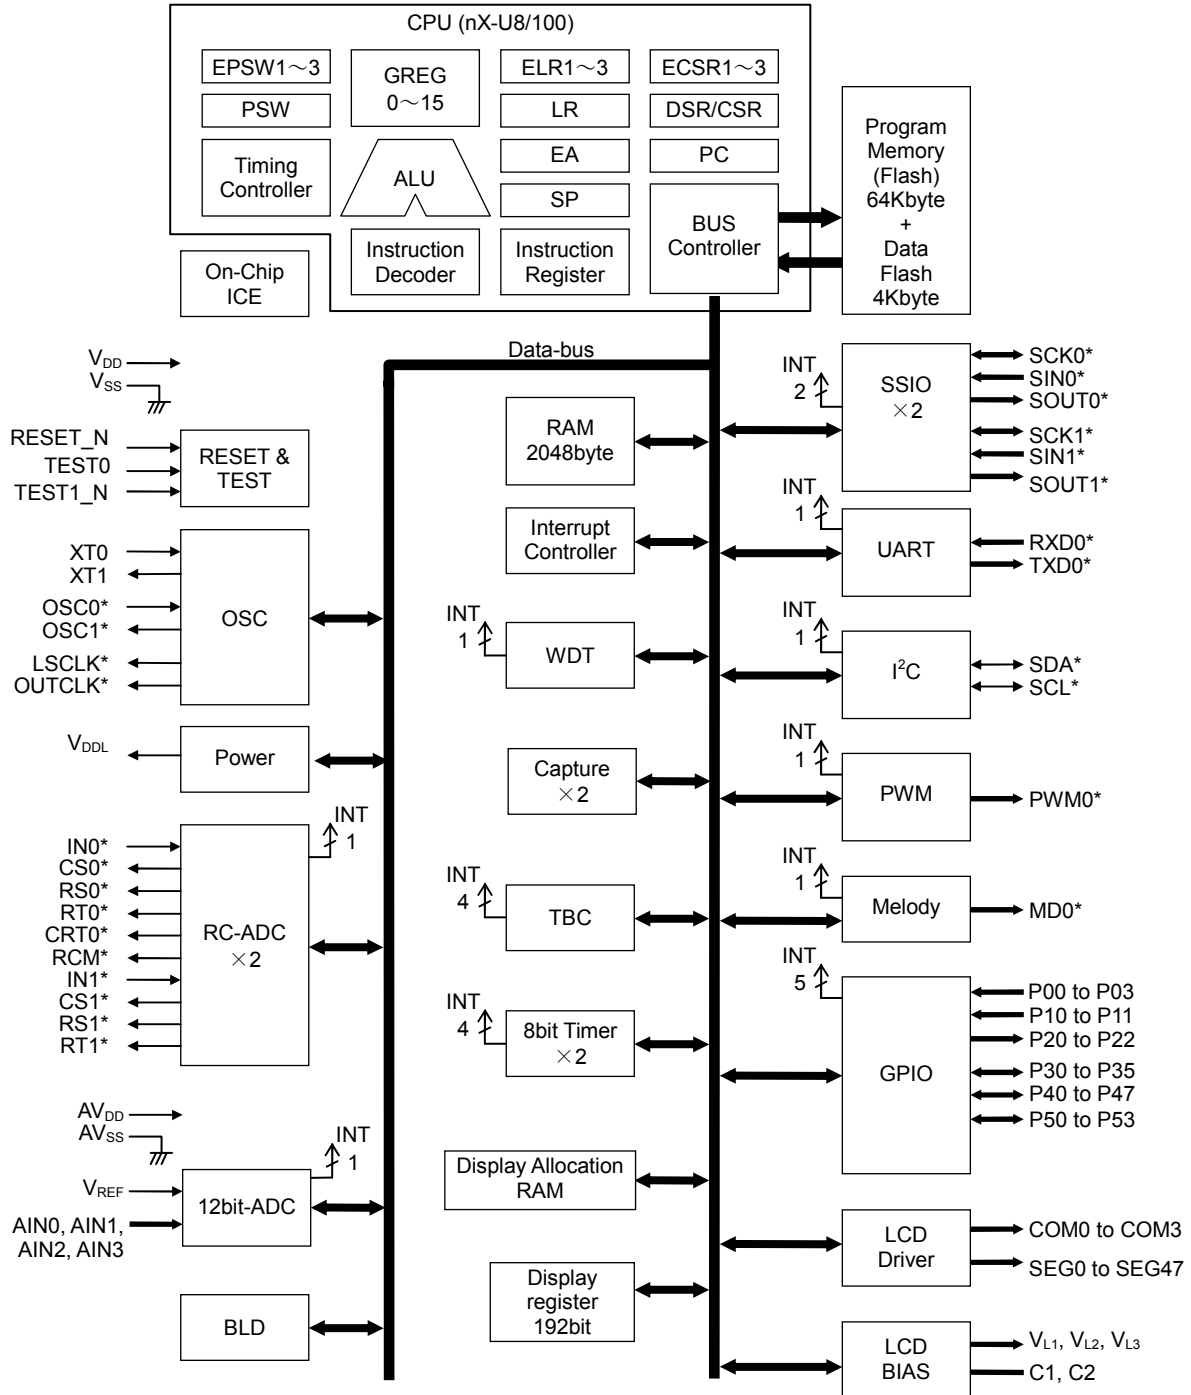 CPU (nX-U8/100)
EPSW1～3
GREG
0～15
ELR1～3
ECSR1～3
PSW
LR
DSR/CSR
Timing
Controller
ALU
EA
PC
SP
BUS
Controller
Instruction
Decoder
Instruction
Register
On-Chip
ICE
Program
Memory
(Flash)
64Kbyte
+
Data
Flash
4Kbyte
Data-bus
VDD
VSS
RESET_N
TEST0
TEST1_N
RESET &
TEST
XT0
XT1
OSC0*
OSC1*
LSCLK*
OUTCLK*
OSC
VDDL
Power
IN0*
CS0*
RS0*
RT0*
CRT0*
RCM*
IN1*
CS1*
RS1*
RT1*
RC-ADC
×2
INT
1
AVDD
AVSS
VREF
AIN0, AIN1,
AIN2, AIN3
12bit-ADC
INT
1
BLD
RAM
2048byte
Interrupt
Controller
INT
1
WDT
Capture
×2
INT
4
TBC
INT
4
8bit Timer
×2
Display Allocation
RAM
Display
register
192bit
INT
2
SSIO
×2
SCK0*
SIN0*
SOUT0*
SCK1*
SIN1*
SOUT1*
INT
1
UART
RXD0*
TXD0*
INT
1
I²C
SDA*
SCL*
INT
1
PWM
PWM0*
INT
1
Melody
MD0*
INT
5
GPIO
P00 to P03
P10 to P11
P20 to P22
P30 to P35
P40 to P47
P50 to P53
LCD
Driver
COM0 to COM3
SEG0 to SEG47
LCD
BIAS
VL1, VL2, VL3
C1, C2